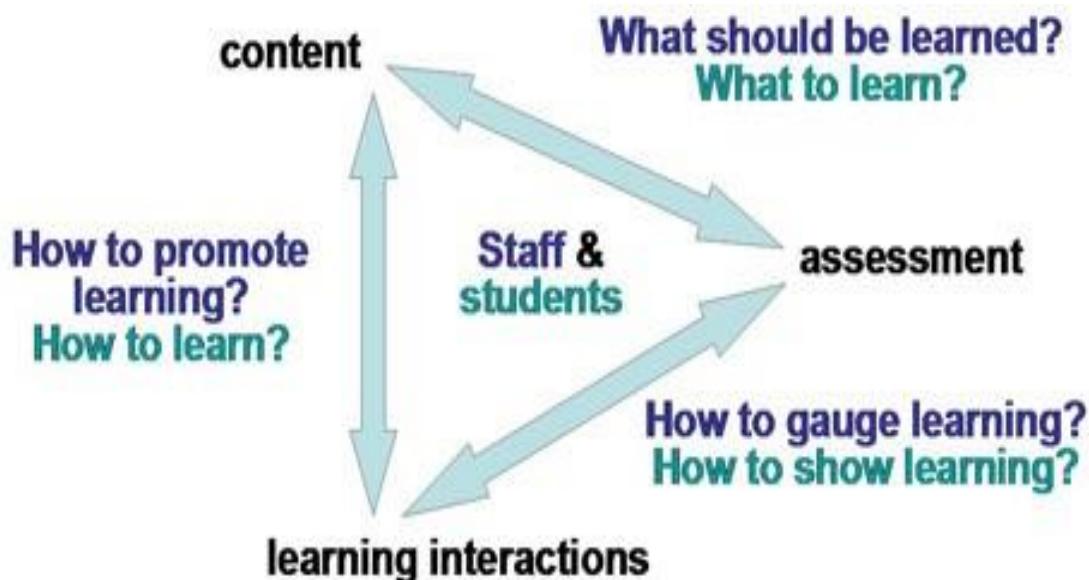 content
What should be learned?
What to learn?
How to promote
learning?
How to learn?
Staff &
students
assessment
How to gauge learning?
How to show learning?
learning interactions